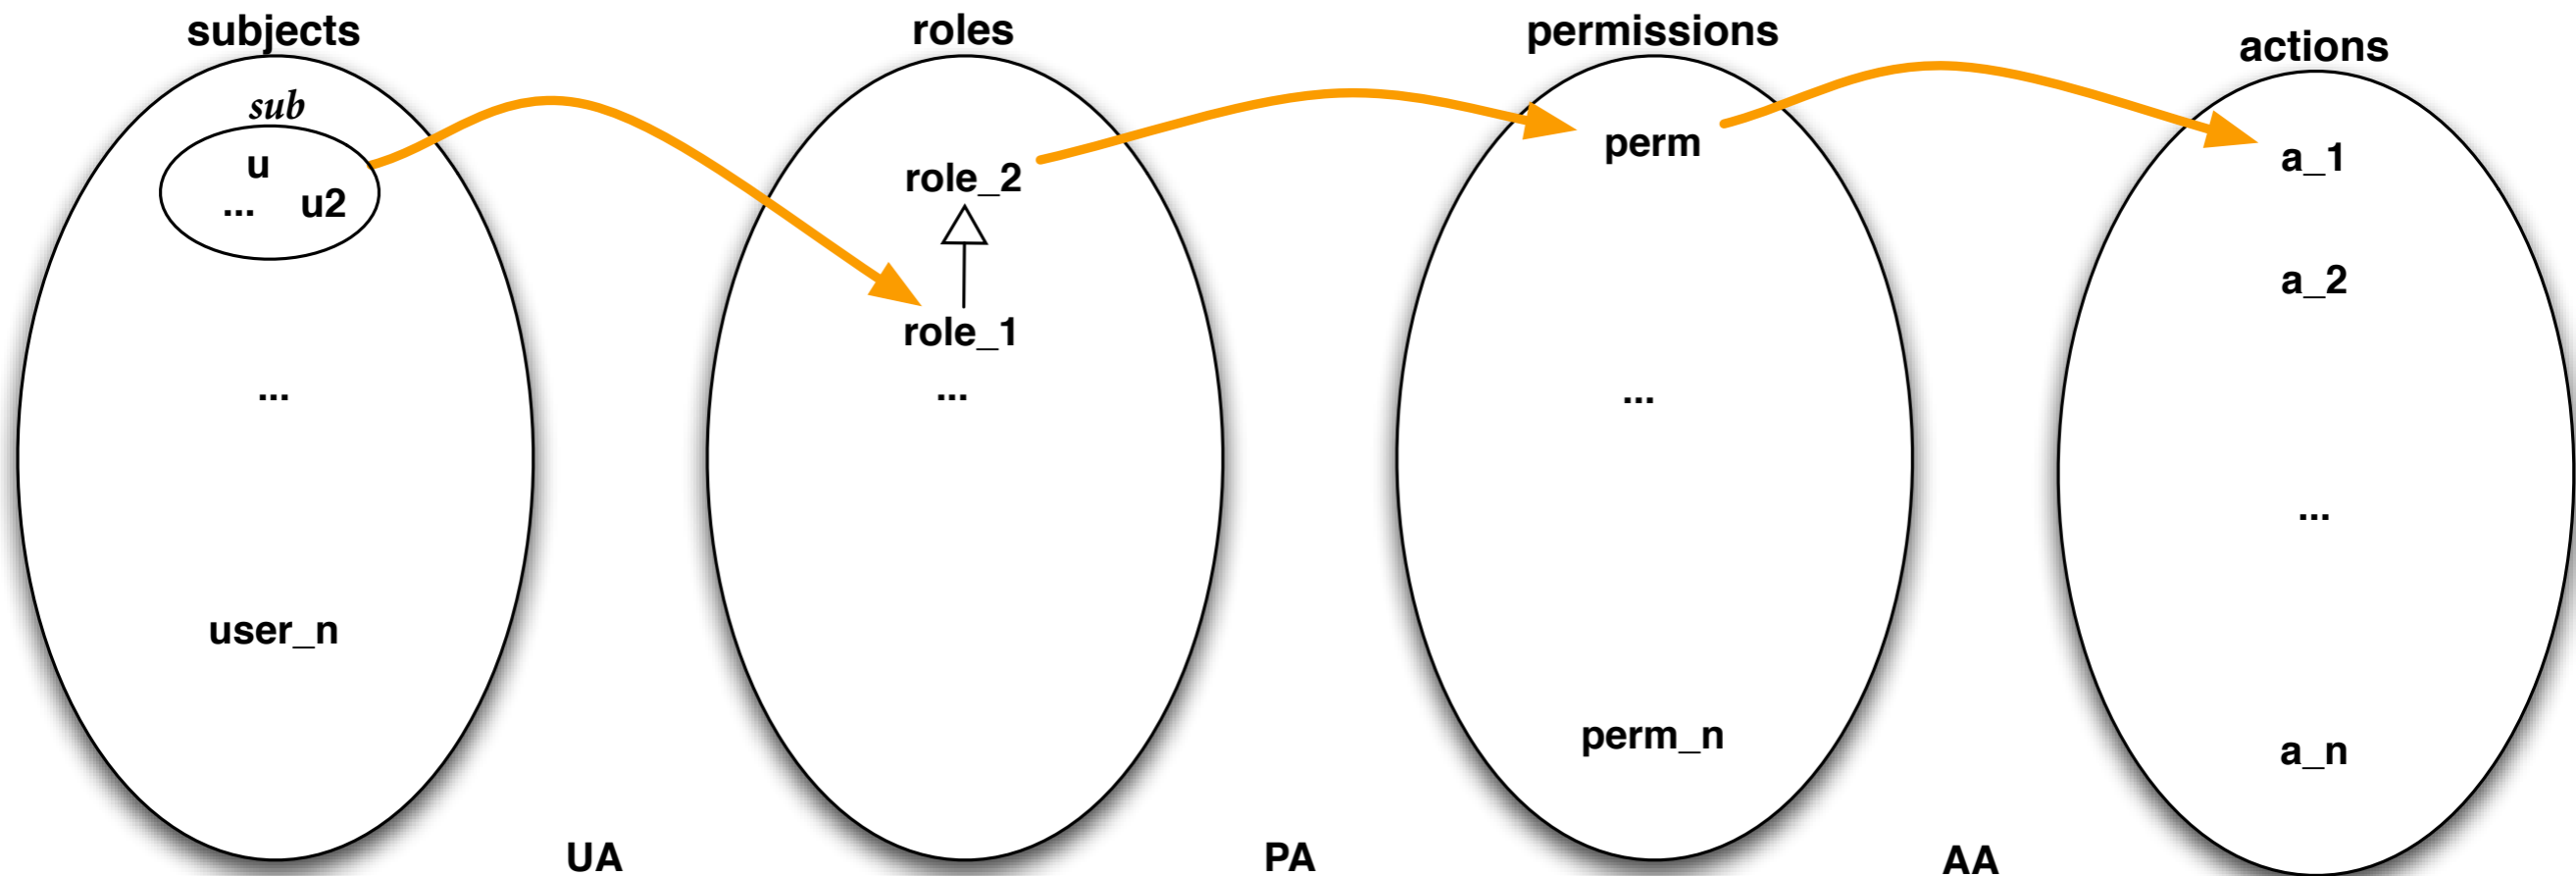 subjects
sub
u
... u2
...
user_n
UA
roles
role_2
role_1
...
PA
permissions
perm
...
perm_n
AA
actions
a_1
a_2
...
a_n